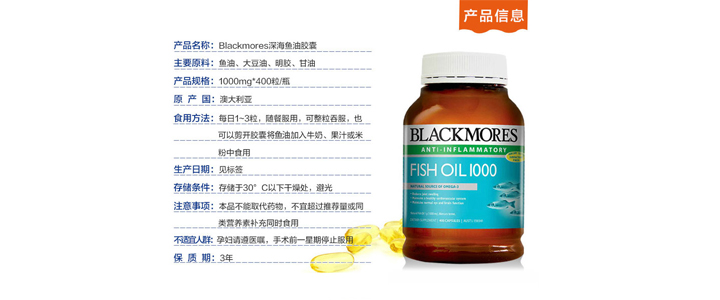 产品信息
产品名称：Blackmores深海鱼油胶囊
主要原料：鱼油、大豆油、明胶、甘油
产品规格：1000mg*400粒/瓶
原 产 国：澳大利亚
食用方法：每日1~3粒，随餐服用，可整粒吞服，也
可以剪开胶囊将鱼油加入牛奶、果汁或米
粉中食用
生产日期：见标签
存储条件：存储于30°C以下干燥处，避光
注意事项：本品不能取代药物，不宜超过推荐量或同
类营养素补充同时食用
不适宜人群：孕妇请遵医嘱，手术前一星期停止服用
保 质 期：3年
BLACKMORES
ANTI-INFLAMMATORY
FISH OIL 1000
NATURAL SOURCE OF OMEGA-3